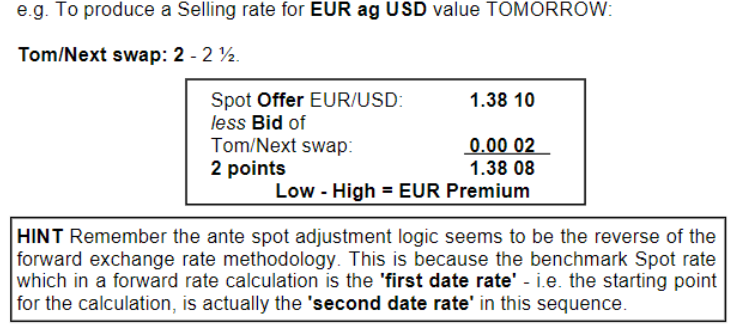 e.g. To produce a Selling rate for EUR ag USD value TOMORROW:
Tom/Next swap: 2 - 2 ½.
Spot Offer EUR/USD: 1.38 10
less Bid of
Tom/Next swap: 0.00 02
2 points 1.38 08
Low - High = EUR Premium
HINT Remember the ante spot adjustment logic seems to be the reverse of the
forward exchange rate methodology. This is because the benchmark Spot rate
which in a forward rate calculation is the 'first date rate' - i.e. the starting point
for the calculation, is actually the 'second date rate' in this sequence.